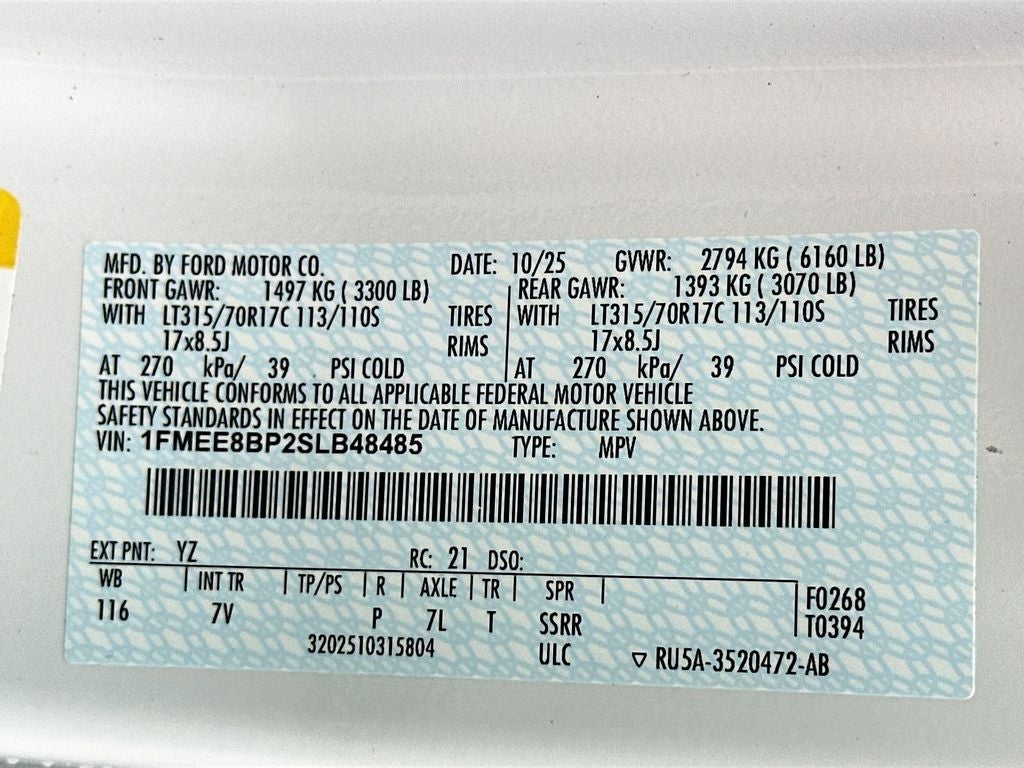 MFD. BY FORD MOTOR CO. DATE: 10/25 GVWR: 2794 KG ( 6160 LB)
FRONT GAWR: 1497 KG ( 3300 LB) REAR GAWR: 1393 KG ( 3070 LB)
WITH LT315/70R17C 113/110S TIRES WITH LT315/70R17C 113/110S TIRES
17x8.5J RIMS 17x8.5J RIMS
AT 270 kPa/ 39 PSI COLD AT 270 kPa/ 39 PSI COLD
THIS VEHICLE CONFORMS TO ALL APPLICABLE FEDERAL MOTOR VEHICLE
SAFETY STANDARDS IN EFFECT ON THE DATE OF MANUFACTURE SHOWN ABOVE.
VIN: 1FMEE8BP2SLB48485 TYPE: MPV
EXT PNT: YZ RC: 21 DSO:
WB INT TR TP/PS R AXLE TR SPR F0268
116 7V P 7L T SSRR T0394
3202510315804 ULC ▽ RU5A-3520472-AB